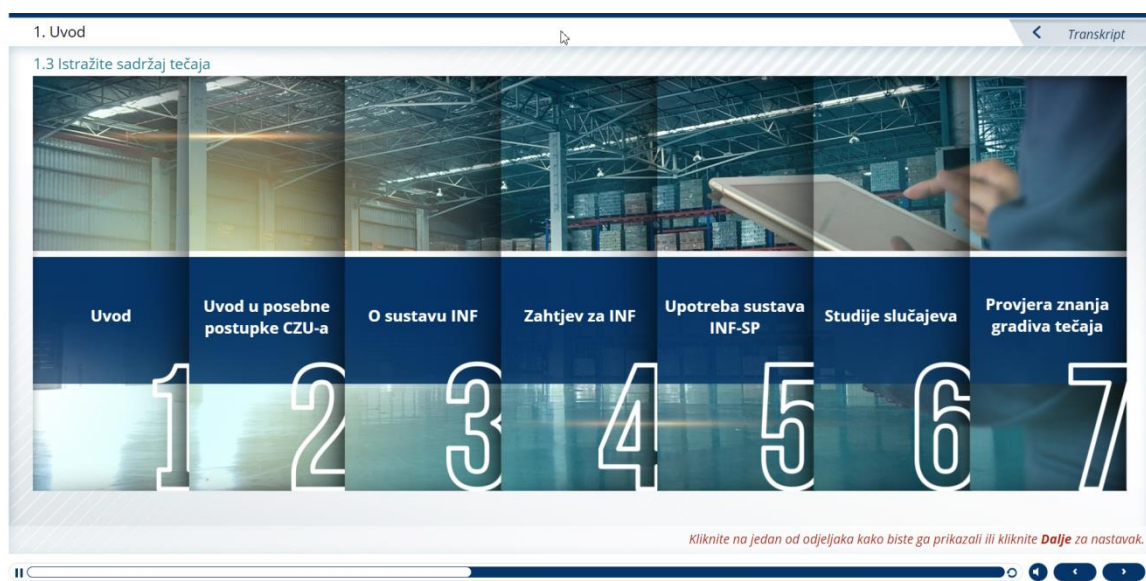 1. Uvod
Transkript
1.3 Istražite sadržaj tečaja
Uvod
1
Uvod u posebne
postupke CZU-a
2
O sustavu INF
3
Zahtjev za INF
4
Upotreba sustava
INF-SP
5
Studije slučajeva
6
Provjera znanja
gradiva tečaja
7
Kliknite na jedan od odjeljaka kako biste ga prikazali ili kliknite Dalje za nastavak.